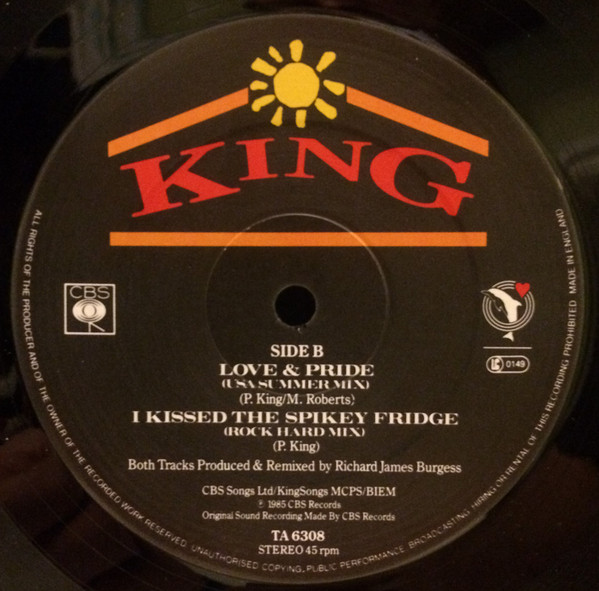 KING
CBS
LC 0149
SIDE B
LOVE & PRIDE
(USA SUMMER MIX)
(P. King/M. Roberts)
I KISSED THE SPIKEY FRIDGE
(ROCK HARD MIX)
(P. King)
Both Tracks Produced & Remixed by Richard James Burgess
CBS Songs Ltd/KingSongs MCPS/BIEM
℗ 1985 CBS Records
Original Sound Recording Made By CBS Records
TA 6308
STEREO 45 rpm
ALL RIGHTS OF THE PRODUCER AND OF THE OWNER OF THE RECORDED WORK RESERVED. UNAUTHORISED COPYING, PUBLIC PERFORMANCE, BROADCASTING, HIRING OR RENTAL OF THIS RECORDING PROHIBITED MADE IN ENGLAND